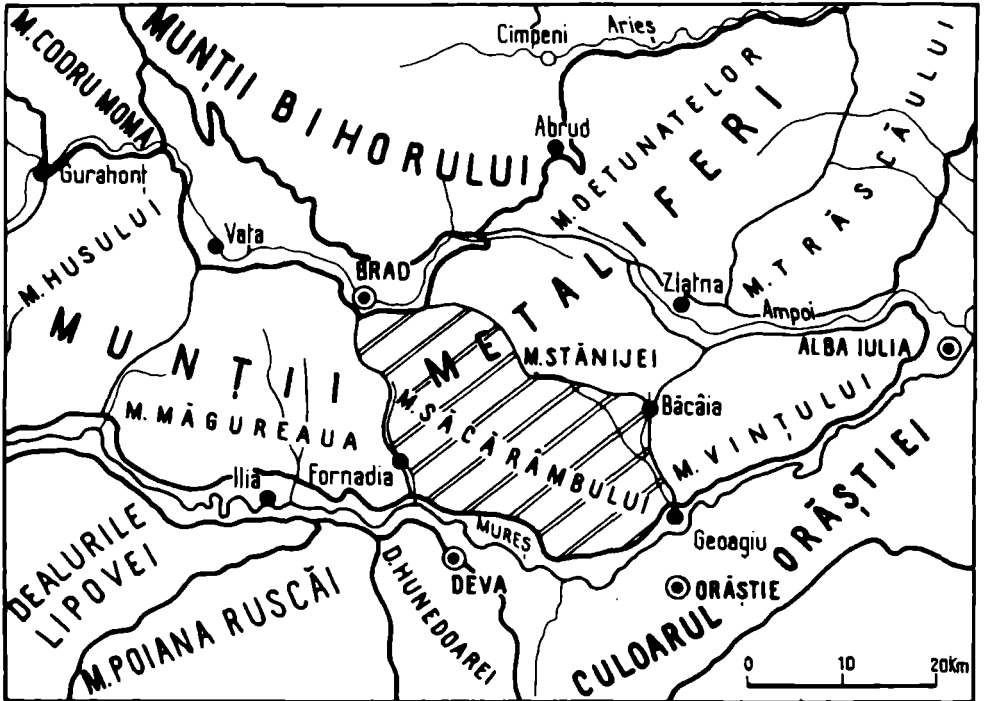 M. CODRU MOMA
MUNȚII BIHORULUI
Cîmpeni
Arieș
Abrud
M. DETUNATELOR
M. TRĂSCĂULUI
Gurahonț
Vața
M. HUSULUI
BRAD
Zlatna
Ampoi
ALBA IULIA
MUNȚII METALIFERI
M. STĂNIJEI
M. SĂCĂRÂMBULUI
Băcâia
M. VINȚULUI
M. MĂGUREAUA
Ilia
Fornadia
MUREȘ
Geoagiu
DEVA
ORĂȘTIE
DEALURILE
LIPOVEI
M. POIANA RUSCĂI
D. HUNEDOAREI
CULOARUL ORĂȘTIEI
0 10 20Km